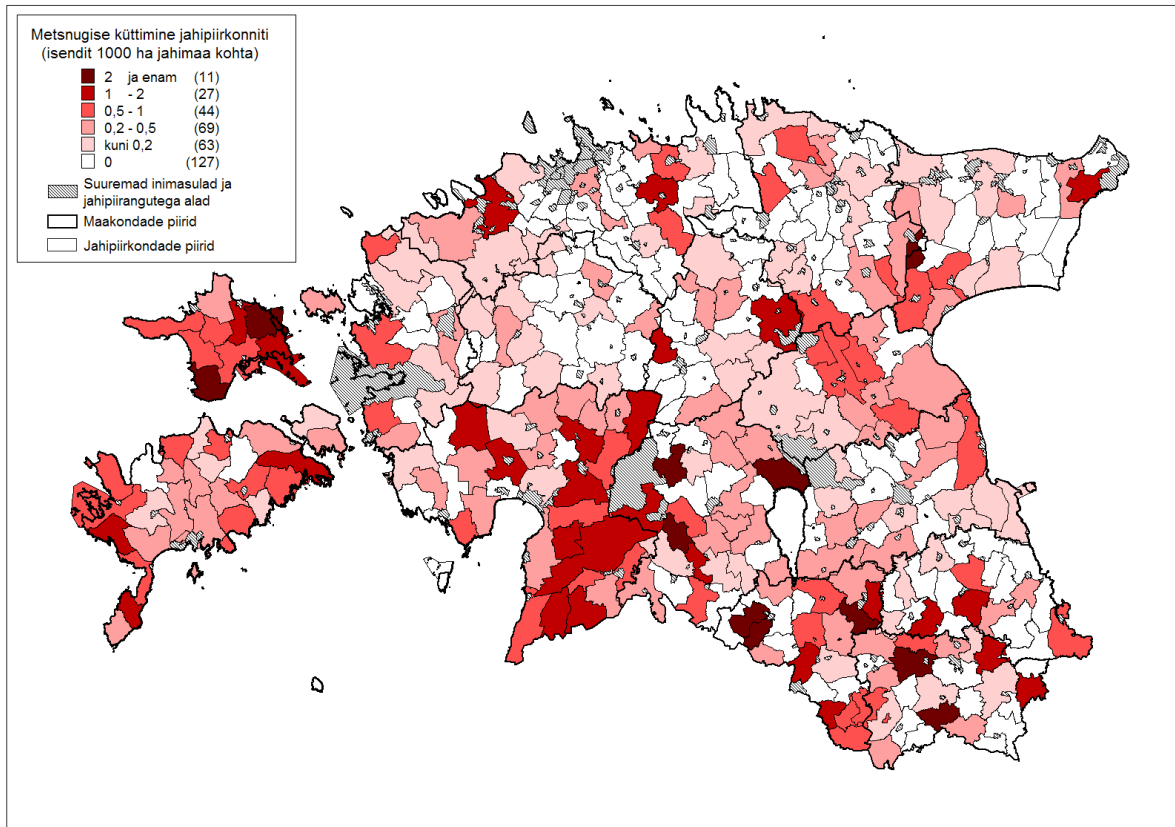 Metsnugise küttimine jahipiirkonniti
(isendit 1000 ha jahimaa kohta)
2 ja enam (11)
1 - 2 (27)
0,5 - 1 (44)
0,2 - 0,5 (69)
kuni 0,2 (63)
0 (127)
Suuremad inimasulad ja
jahipiirangutega alad
Maakondade piirid
Jahipiirkondade piirid